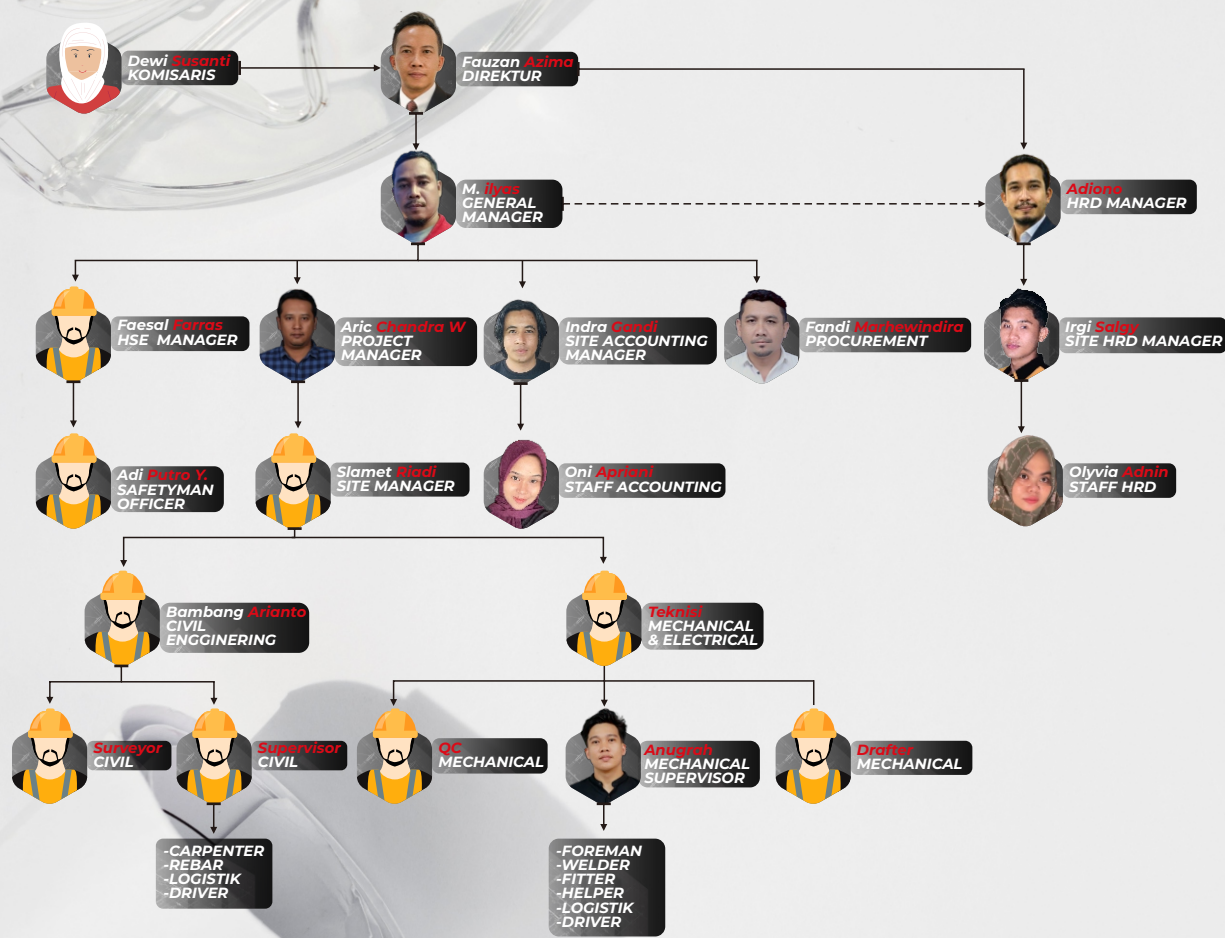 Dewi Susanti
KOMISARIS
Fauzan Azima
DIREKTUR
M. ilyas
GENERAL
MANAGER
Adiono
HRD MANAGER
Faesal Farras
HSE MANAGER
Aric Chandra W
PROJECT
MANAGER
Indra Gandi
SITE ACCOUNTING
MANAGER
Fandi Marhewindira
PROCUREMENT
Irgi Salgy
SITE HRD MANAGER
Adi Putro Y.
SAFETYMAN
OFFICER
Slamet Riadi
SITE MANAGER
Oni Apriani
STAFF ACCOUNTING
Olyvia Adnin
STAFF HRD
Bambang Arianto
CIVIL
ENGGINERING
Teknisi
MECHANICAL
& ELECTRICAL
Surveyor
CIVIL
Supervisor
CIVIL
QC
MECHANICAL
Anugrah
MECHANICAL
SUPERVISOR
Drafter
MECHANICAL
-CARPENTER
-REBAR
-LOGISTIK
-DRIVER
-FOREMAN
-WELDER
-FITTER
-HELPER
-LOGISTIK
-DRIVER